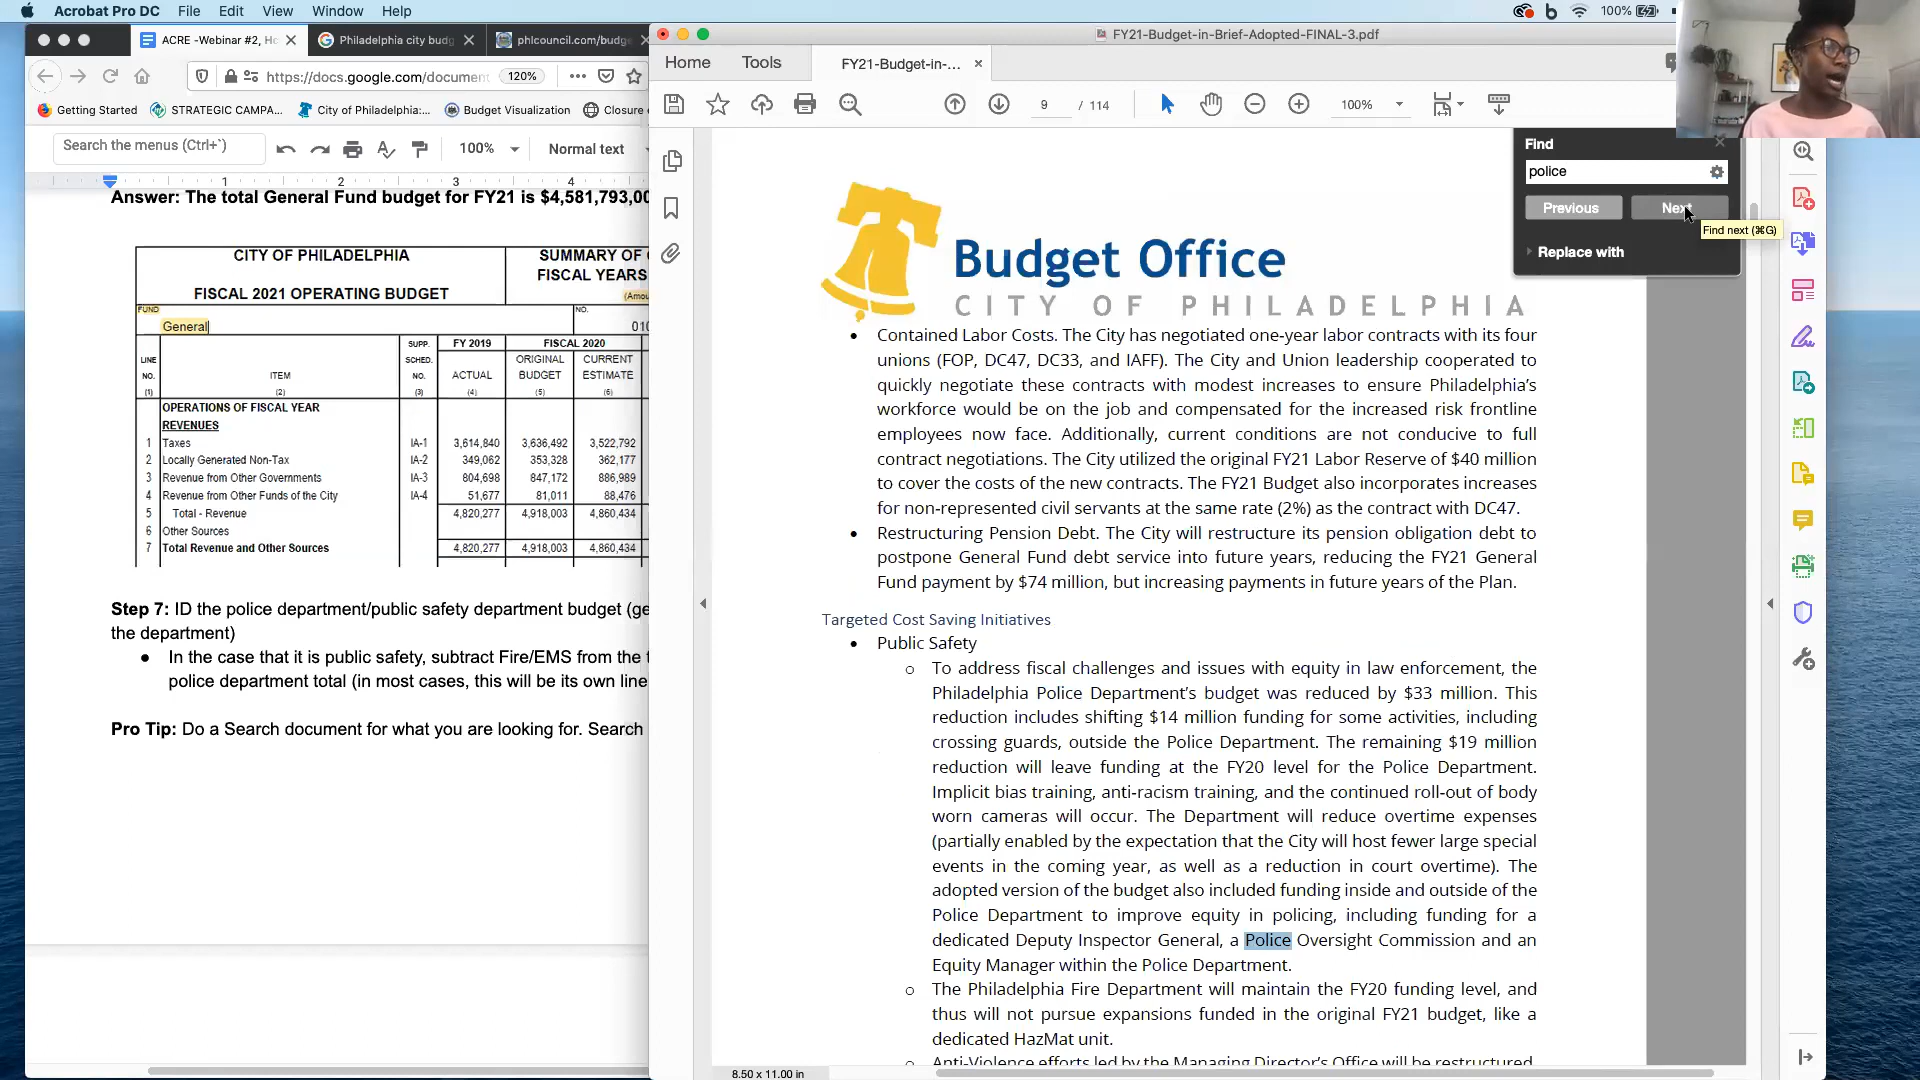 Acrobat Pro DC File Edit View Window Help
100%
ACRE -Webinar #2, Ho
Philadelphia city budg
phlcouncil.com/budge
https://docs.google.com/document
120%
Getting Started
STRATEGIC CAMPA...
City of Philadelphia:...
Budget Visualization
Closure
Search the menus (Ctrl+`)
100%
Normal text
1 2 3 4
Answer: The total General Fund budget for FY21 is $4,581,793,00
CITY OF PHILADELPHIA
SUMMARY OF
FISCAL YEARS
FISCAL 2021 OPERATING BUDGET
(Amou
FUND
General
NO.
010
SUPP. FY 2019 FISCAL 2020
LINE SCHED. ORIGINAL CURRENT
NO. ITEM NO. ACTUAL BUDGET ESTIMATE
(1) (2) (3) (4) (5) (6)
OPERATIONS OF FISCAL YEAR
REVENUES
1 Taxes IA-1 3,614,840 3,636,492 3,522,792
2 Locally Generated Non-Tax IA-2 349,062 353,328 362,177
3 Revenue from Other Governments IA-3 804,698 847,172 886,989
4 Revenue from Other Funds of the City IA-4 51,677 81,011 88,476
5 Total - Revenue 4,820,277 4,918,003 4,860,434
6 Other Sources
7 Total Revenue and Other Sources 4,820,277 4,918,003 4,860,434
Step 7: ID the police department/public safety department budget (ge
the department)
● In the case that it is public safety, subtract Fire/EMS from the t
police department total (in most cases, this will be its own line
Pro Tip: Do a Search document for what you are looking for. Search
FY21-Budget-in-Brief-Adopted-FINAL-3.pdf
Home Tools FY21-Budget-in-...
9 / 114
100%
Find
police
Previous Next
Find next (⌘G)
Replace with
Budget Office
CITY OF PHILADELPHIA
• Contained Labor Costs. The City has negotiated one-year labor contracts with its four
unions (FOP, DC47, DC33, and IAFF). The City and Union leadership cooperated to
quickly negotiate these contracts with modest increases to ensure Philadelphia's
workforce would be on the job and compensated for the increased risk frontline
employees now face. Additionally, current conditions are not conducive to full
contract negotiations. The City utilized the original FY21 Labor Reserve of $40 million
to cover the costs of the new contracts. The FY21 Budget also incorporates increases
for non-represented civil servants at the same rate (2%) as the contract with DC47.
• Restructuring Pension Debt. The City will restructure its pension obligation debt to
postpone General Fund debt service into future years, reducing the FY21 General
Fund payment by $74 million, but increasing payments in future years of the Plan.
Targeted Cost Saving Initiatives
• Public Safety
o To address fiscal challenges and issues with equity in law enforcement, the
Philadelphia Police Department's budget was reduced by $33 million. This
reduction includes shifting $14 million funding for some activities, including
crossing guards, outside the Police Department. The remaining $19 million
reduction will leave funding at the FY20 level for the Police Department.
Implicit bias training, anti-racism training, and the continued roll-out of body
worn cameras will occur. The Department will reduce overtime expenses
(partially enabled by the expectation that the City will host fewer large special
events in the coming year, as well as a reduction in court overtime). The
adopted version of the budget also included funding inside and outside of the
Police Department to improve equity in policing, including funding for a
dedicated Deputy Inspector General, a Police Oversight Commission and an
Equity Manager within the Police Department.
o The Philadelphia Fire Department will maintain the FY20 funding level, and
thus will not pursue expansions funded in the original FY21 budget, like a
dedicated HazMat unit.
o Anti-Violence efforts led by the Managing Director's Office will be restructured,
8.50 x 11.00 in